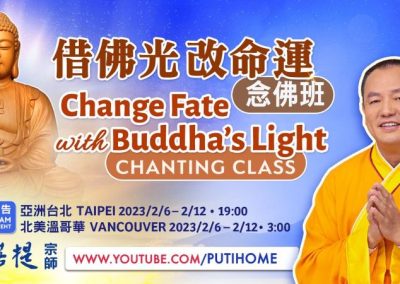 借佛光改命運
Change Fate 念佛班
with Buddha's Light
CHANTING CLASS
告 亞洲台北 TAIPEI 2023/2/6 – 2/12 • 19:00
北美溫哥華 VANCOUVER 2023/2/6 – 2/12 • 3:00
提 宗師
WWW.YOUTUBE.COM/PUTIHOME